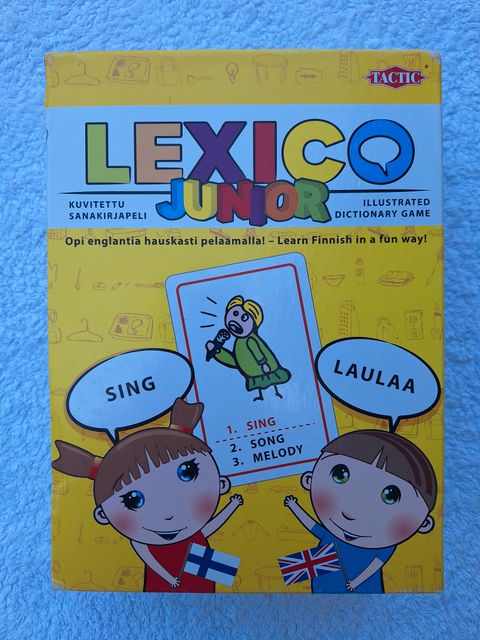 TACTIC
LEXICO
JUNIOR
KUVITETTU
SANAKIRJAPELI
ILLUSTRATED
DICTIONARY GAME
Opi englantia hauskasti pelaamalla! – Learn Finnish in a fun way!
SING
LAULAA
1. SING
2. SONG
3. MELODY